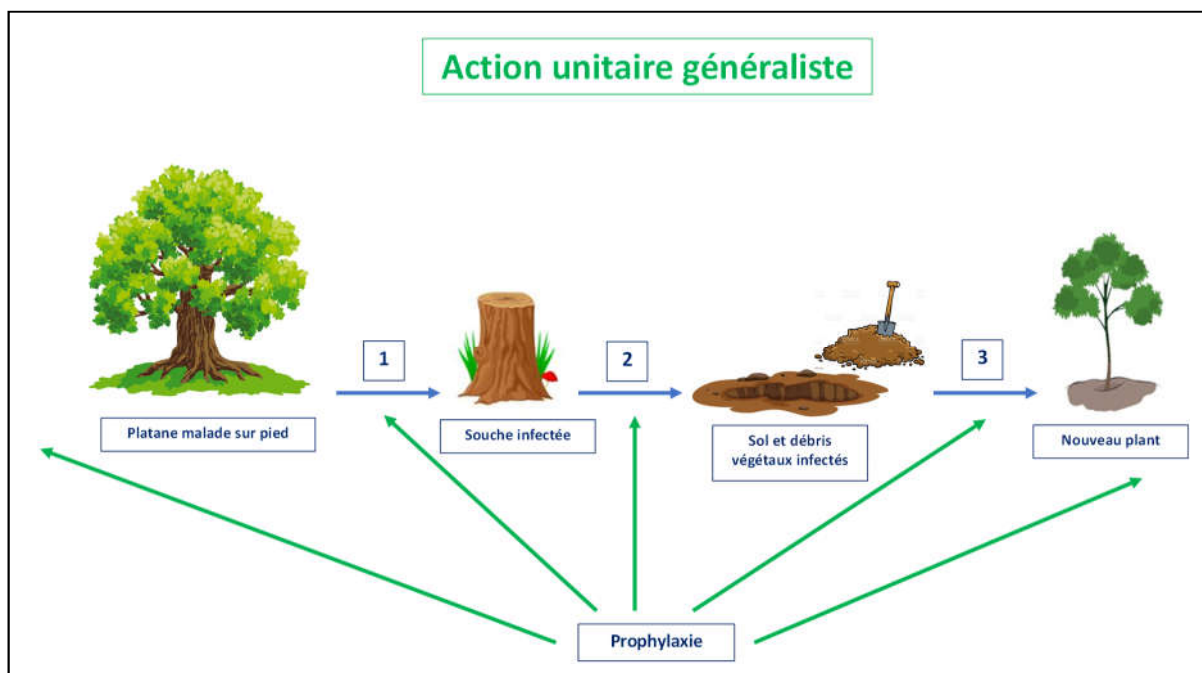 Action unitaire généraliste
1
2
3
Platane malade sur pied
Souche infectée
Sol et débris
végétaux infectés
Nouveau plant
Prophylaxie